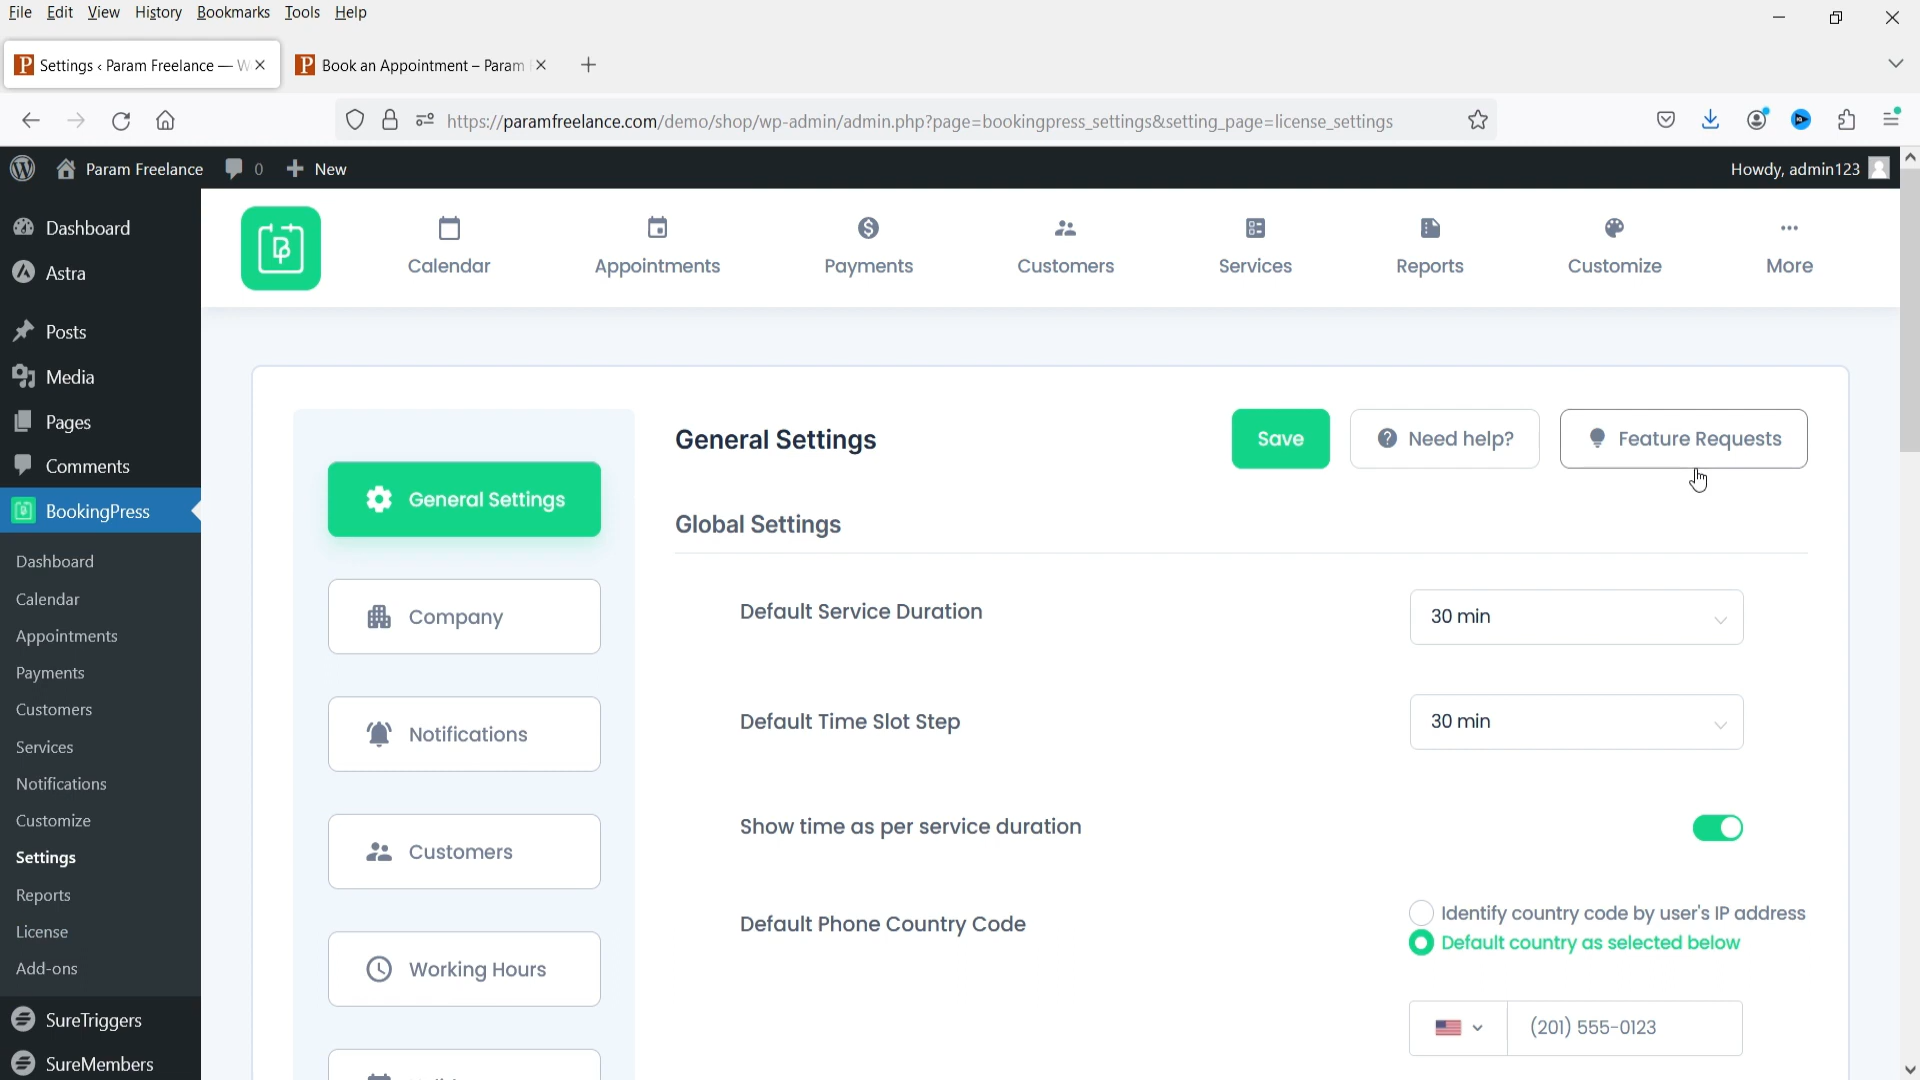 File Edit View History Bookmarks Tools Help
Settings ‹ Param Freelance — W
Book an Appointment – Param
https://paramfreelance.com/demo/shop/wp-admin/admin.php?page=bookingpress_settings&setting_page=license_settings
Param Freelance 0 New
Howdy, admin123
Dashboard
Astra
Posts
Media
Pages
Comments
BookingPress
Dashboard
Calendar
Appointments
Payments
Customers
Services
Notifications
Customize
Settings
Reports
License
Add-ons
SureTriggers
SureMembers
Calendar
Appointments
Payments
Customers
Services
Reports
Customize
More
General Settings
Company
Notifications
Customers
Working Hours
General Settings
Save
Need help?
Feature Requests
Global Settings
Default Service Duration
30 min
Default Time Slot Step
30 min
Show time as per service duration
Default Phone Country Code
Identify country code by user's IP address
Default country as selected below
(201) 555-0123